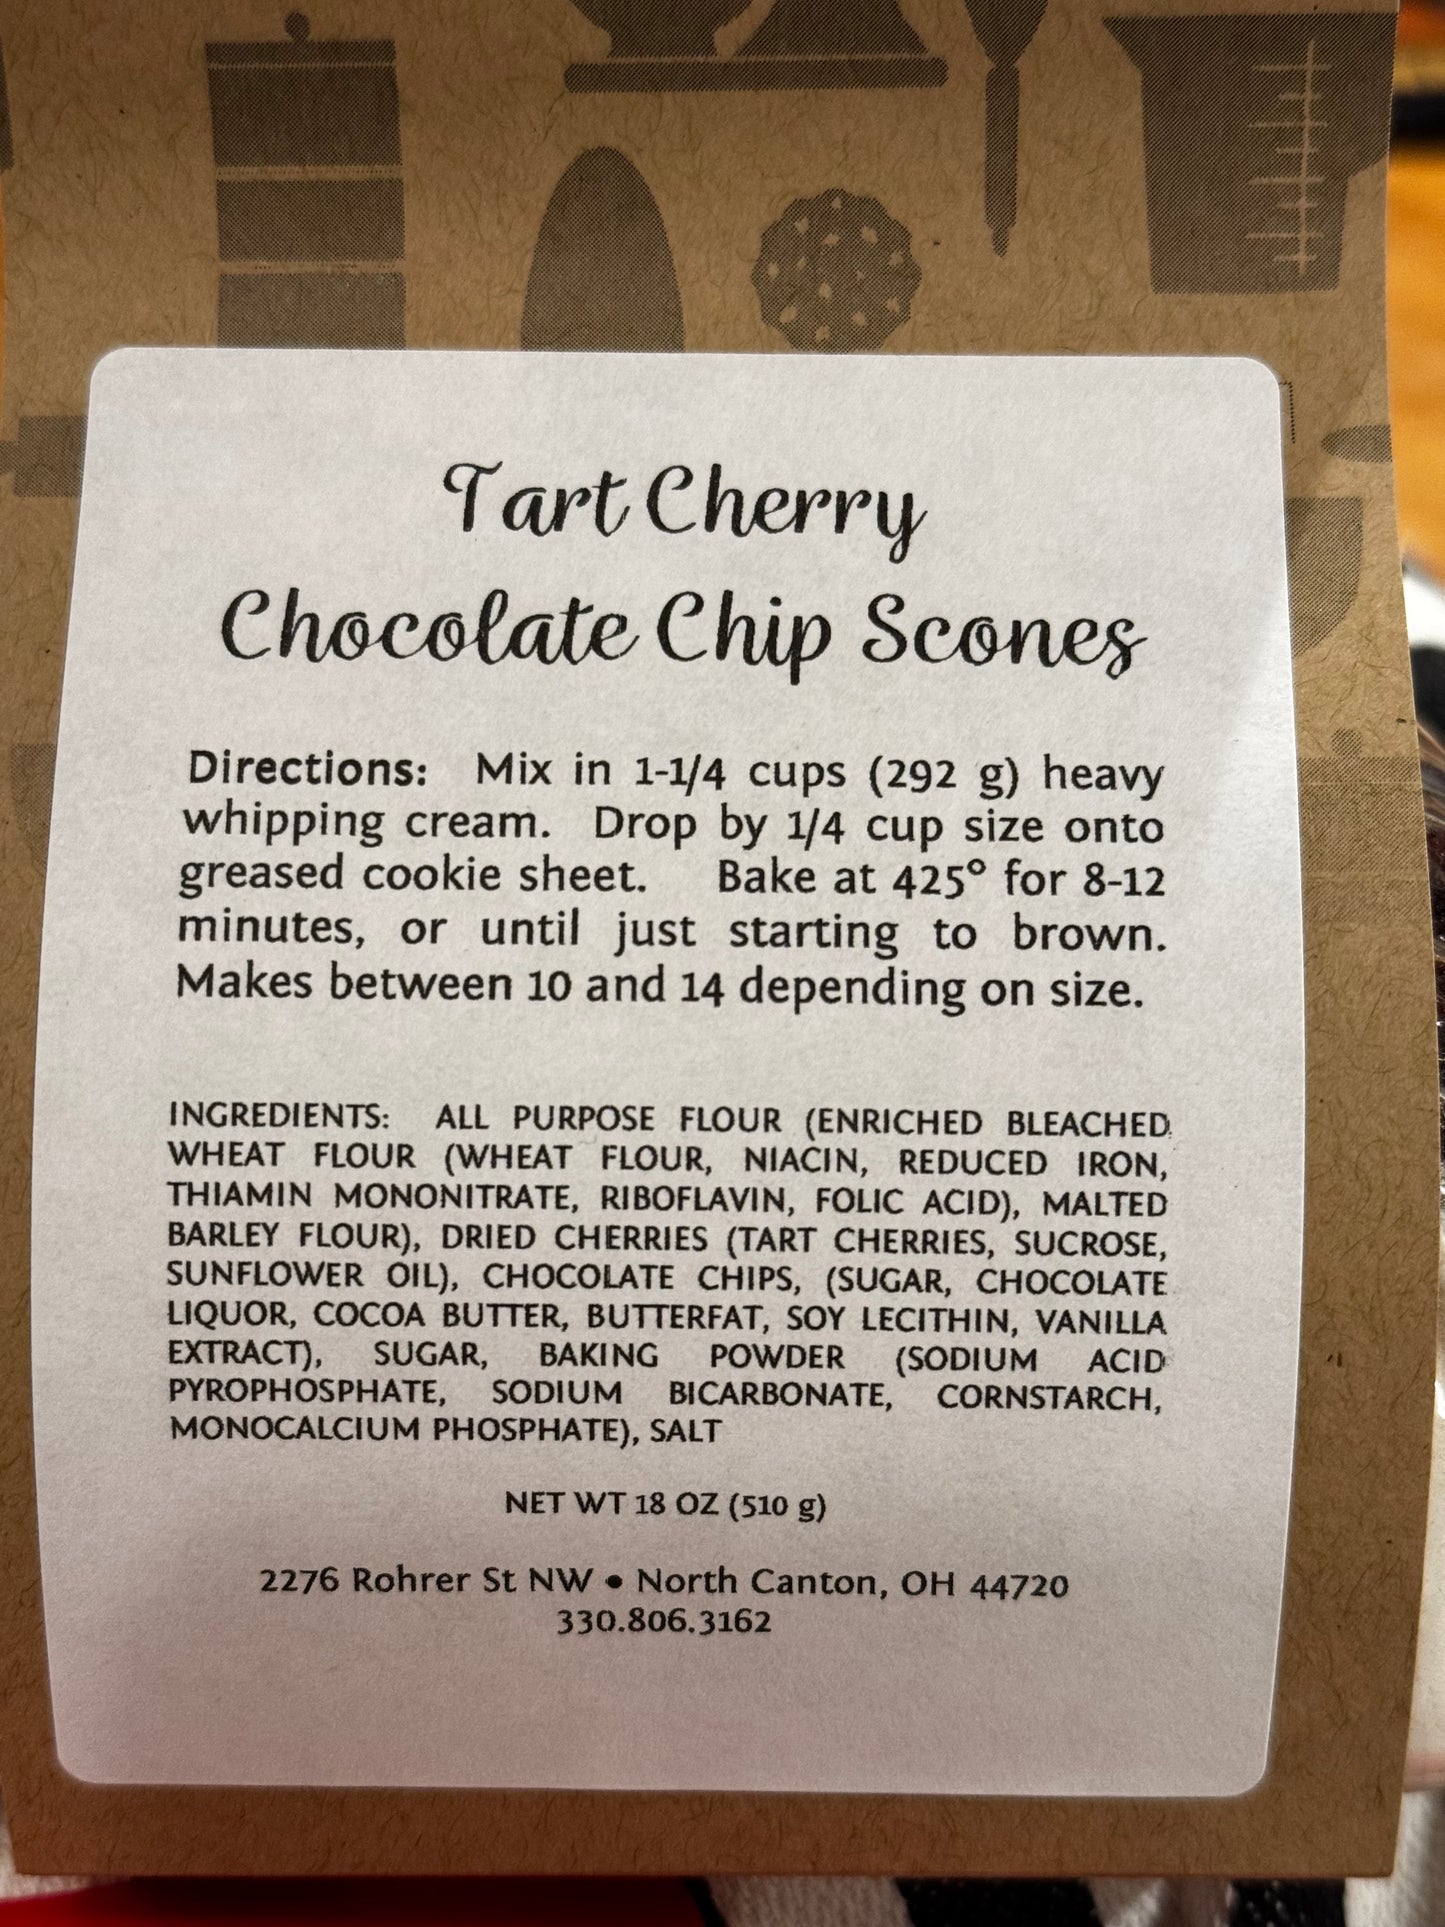 Tart Cherry
Chocolate Chip Scones
Directions: Mix in 1-1/4 cups (292 g) heavy
whipping cream. Drop by 1/4 cup size onto
greased cookie sheet. Bake at 425° for 8-12
minutes, or until just starting to brown.
Makes between 10 and 14 depending on size.
INGREDIENTS: ALL PURPOSE FLOUR (ENRICHED BLEACHED
WHEAT FLOUR (WHEAT FLOUR, NIACIN, REDUCED IRON,
THIAMIN MONONITRATE, RIBOFLAVIN, FOLIC ACID), MALTED
BARLEY FLOUR), DRIED CHERRIES (TART CHERRIES, SUCROSE,
SUNFLOWER OIL), CHOCOLATE CHIPS, (SUGAR, CHOCOLATE
LIQUOR, COCOA BUTTER, BUTTERFAT, SOY LECITHIN, VANILLA
EXTRACT), SUGAR, BAKING POWDER (SODIUM ACID
PYROPHOSPHATE, SODIUM BICARBONATE, CORNSTARCH,
MONOCALCIUM PHOSPHATE), SALT
NET WT 18 OZ (510 g)
2276 Rohrer St NW • North Canton, OH 44720
330.806.3162